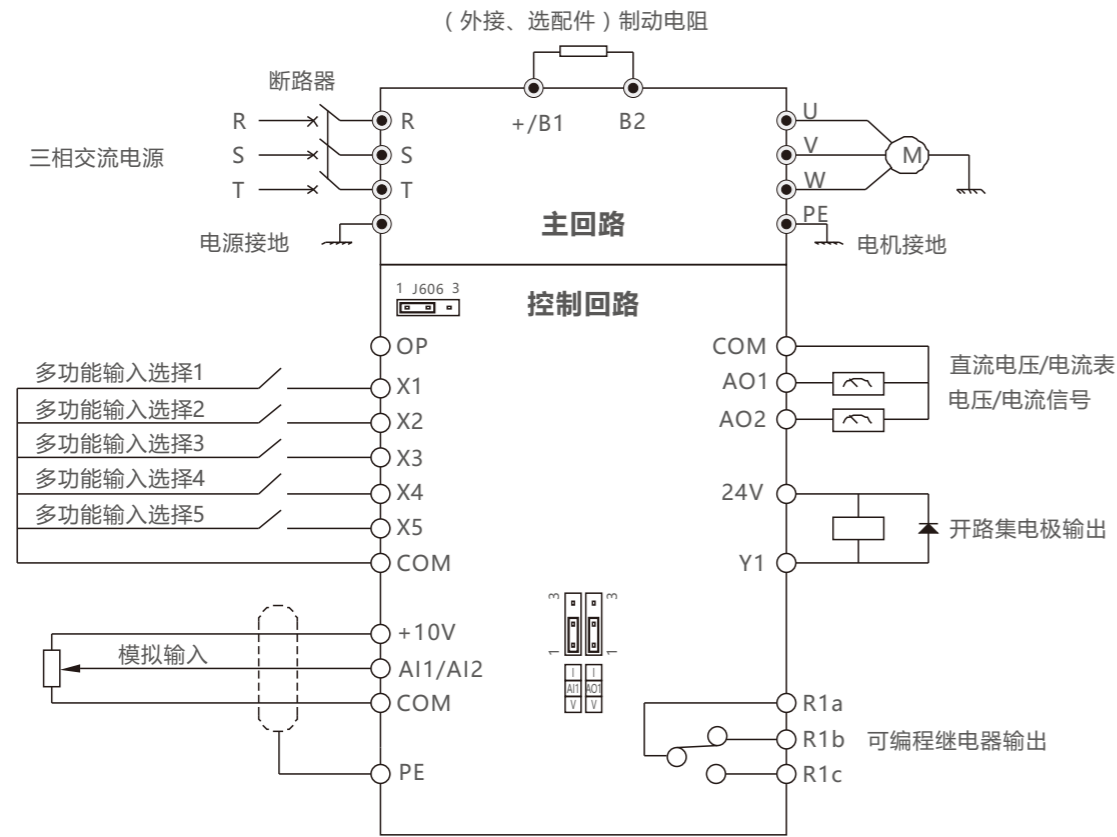 （外接、选配件）制动电阻
断路器
+/B1
B2
三相交流电源
R
R
S
S
T
T
U
V
W
M
PE
电源接地
主回路
电机接地
1 J606 3
控制回路
OP
多功能输入选择1
X1
多功能输入选择2
X2
多功能输入选择3
X3
多功能输入选择4
X4
多功能输入选择5
X5
COM
COM
AO1
AO2
直流电压/电流表
电压/电流信号
24V
Y1
开路集电极输出
+10V
模拟输入
AI1/AI2
COM
PE
3
3
1
1
I
I
AI1
AO1
V
V
R1a
R1b
可编程继电器输出
R1c